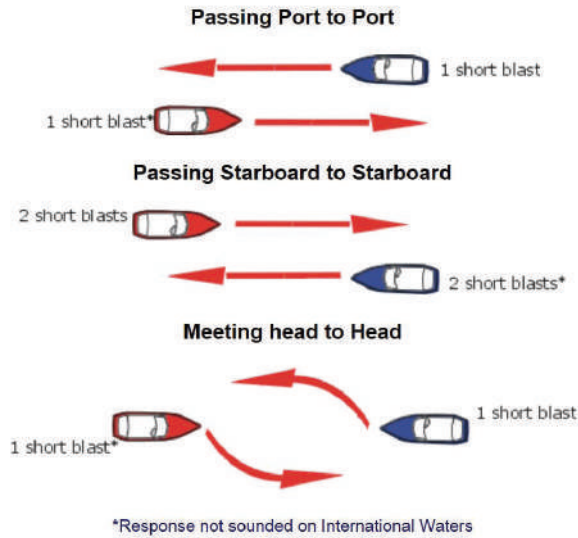 Passing Port to Port
1 short blast
1 short blast*
Passing Starboard to Starboard
2 short blasts
2 short blasts*
Meeting head to Head
1 short blast
1 short blast*
*Response not sounded on International Waters